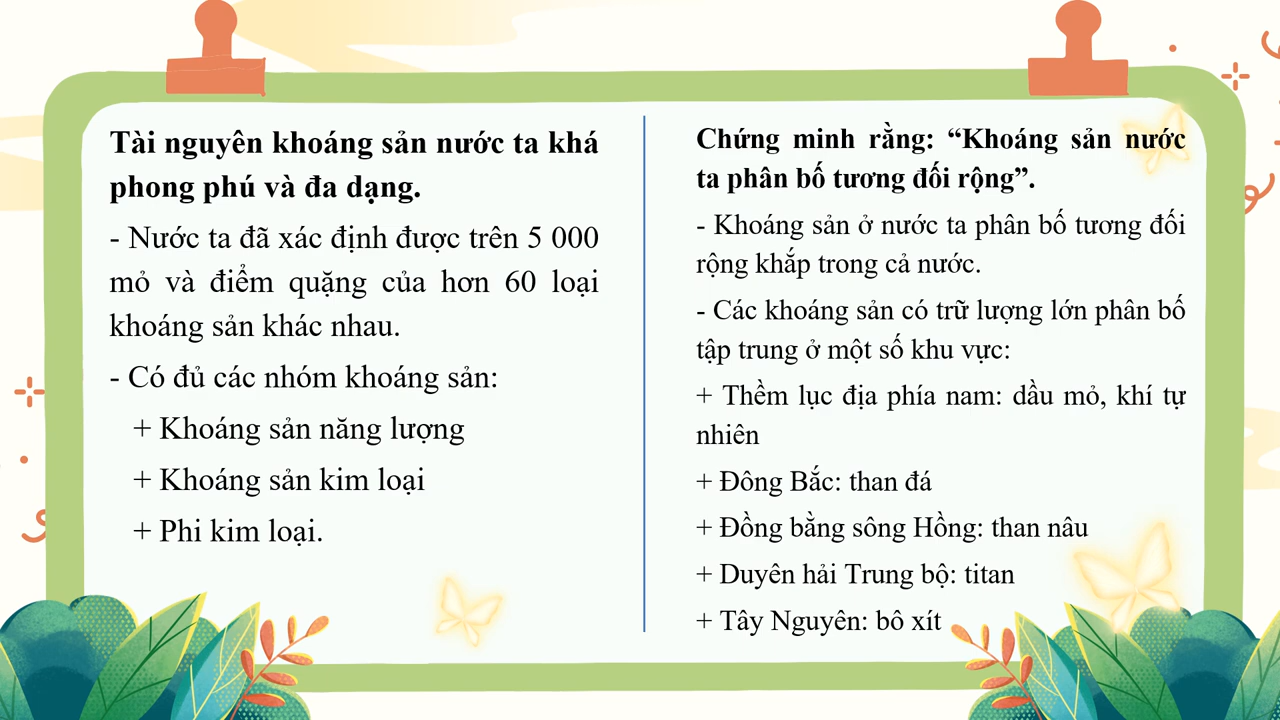 Tài nguyên khoáng sản nước ta khá
phong phú và đa dạng.
- Nước ta đã xác định được trên 5 000
mỏ và điểm quặng của hơn 60 loại
khoáng sản khác nhau.
- Có đủ các nhóm khoáng sản:
+ Khoáng sản năng lượng
+ Khoáng sản kim loại
+ Phi kim loại.
Chứng minh rằng: “Khoáng sản nước
ta phân bố tương đối rộng”.
- Khoáng sản ở nước ta phân bố tương đối
rộng khắp trong cả nước.
- Các khoáng sản có trữ lượng lớn phân bố
tập trung ở một số khu vực:
+ Thềm lục địa phía nam: dầu mỏ, khí tự
nhiên
+ Đông Bắc: than đá
+ Đồng bằng sông Hồng: than nâu
+ Duyên hải Trung bộ: titan
+ Tây Nguyên: bô xít